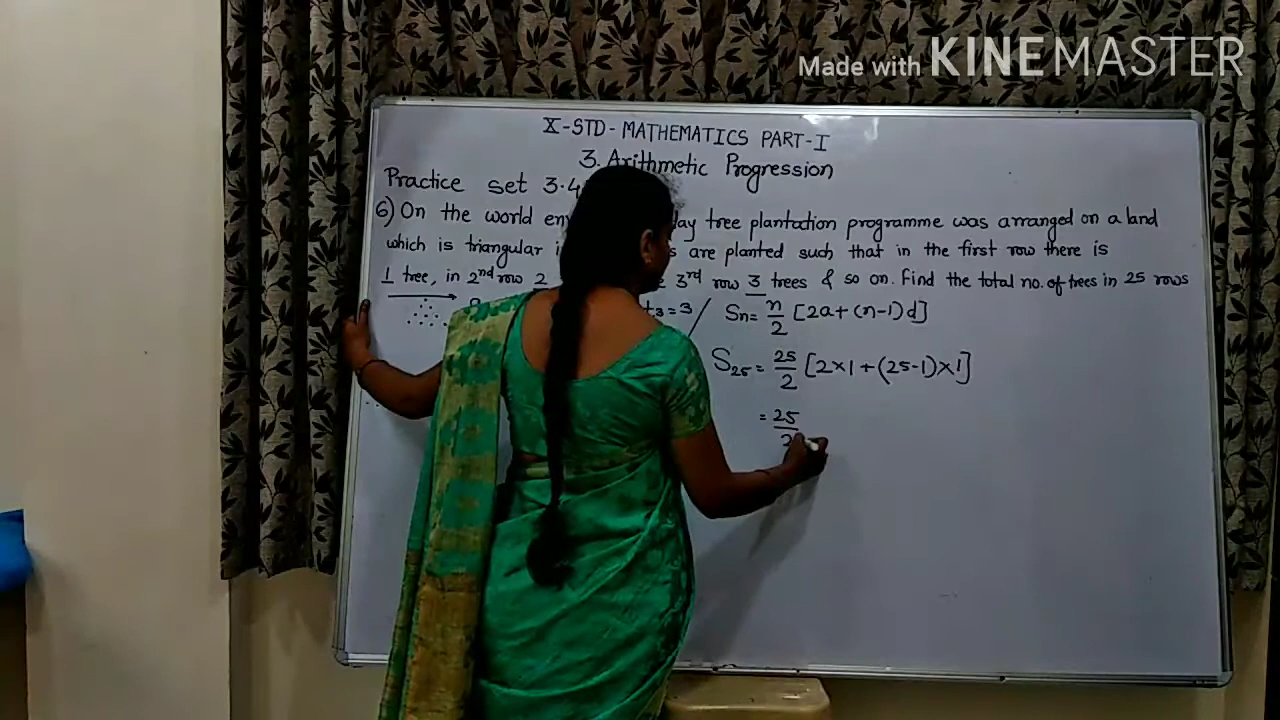 Made with KINEMASTER
X-STD-MATHEMATICS PART-I
3. Arithmetic Progression
Practice set 3.4
6) On the world lay tree plantation programme was arranged on a land
which is triangular are planted such that in the first row there is
1 tree, in 2nd row 2 3rd row 3 trees & so on. Find the total no. of trees in 25 rows
t3 = 3 Sn = n/2 [2a+(n-1)d]
S25 = 25/2 [2×1+(25-1)×1]
= 25/2